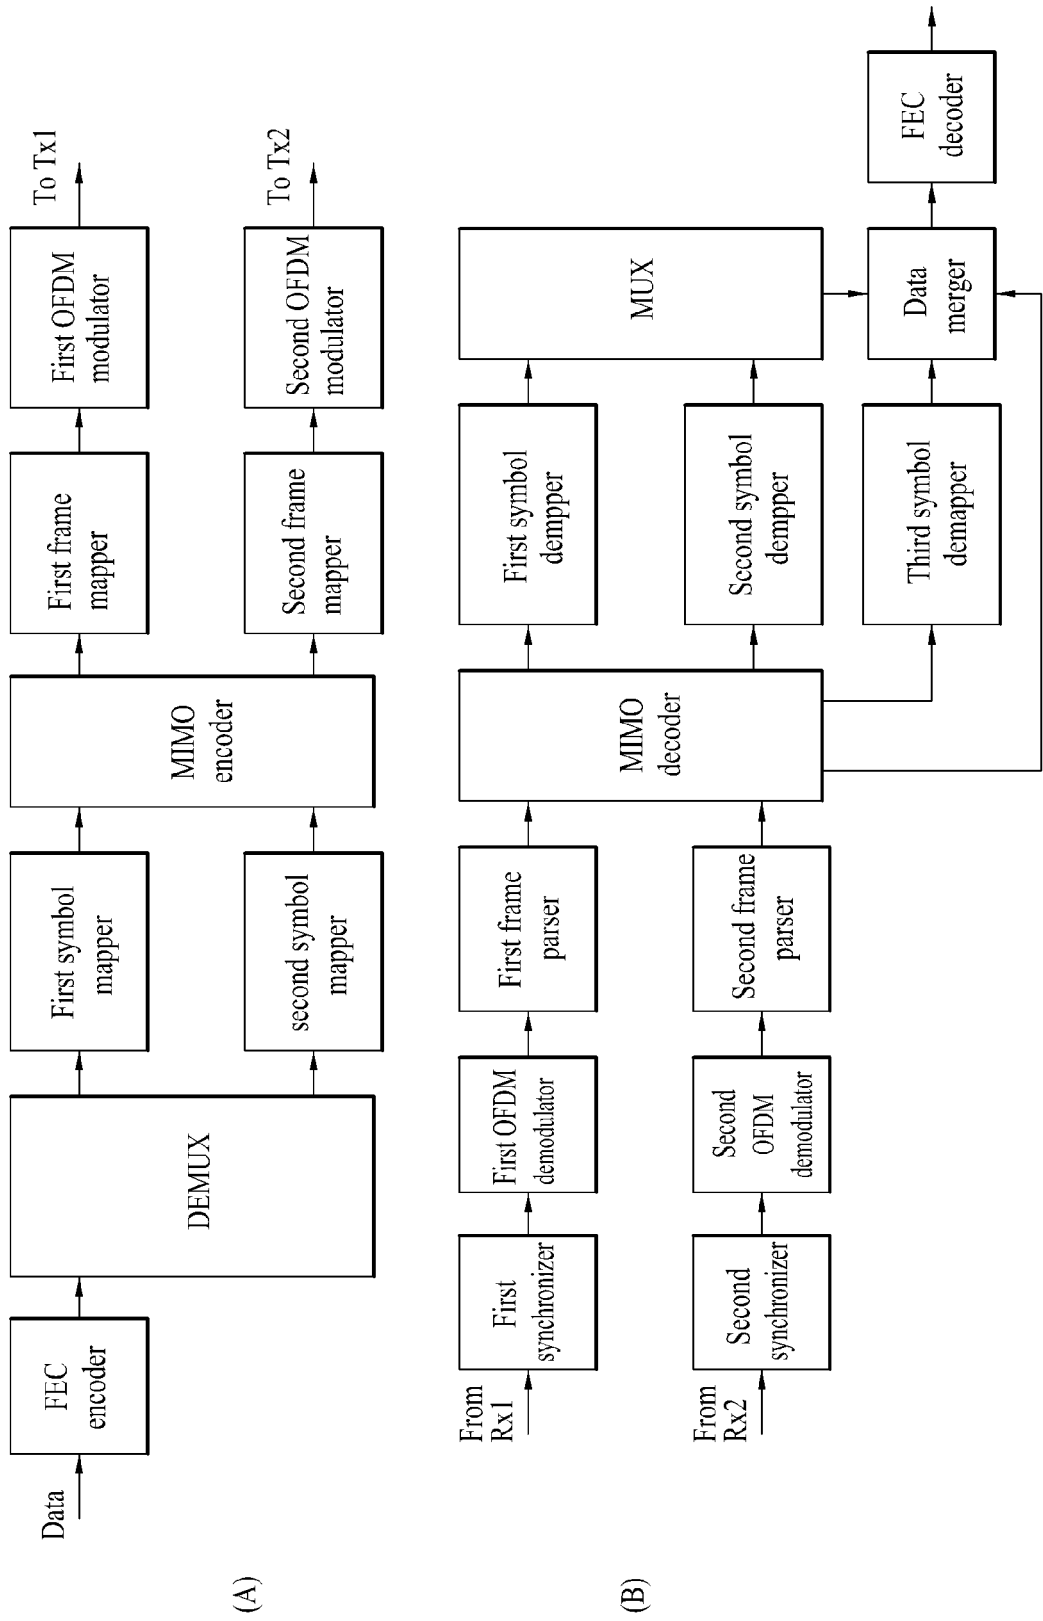 (A)
Data
FEC
encoder
DEMUX
First symbol
mapper
second symbol
mapper
MIMO
encoder
First frame
mapper
Second frame
mapper
First OFDM
modulator
Second OFDM
modulator
To Tx1
To Tx2
(B)
From
Rx1
From
Rx2
First
synchronizer
Second
synchronizer
First OFDM
demodulator
Second
OFDM
demodulator
First frame
parser
Second frame
parser
MIMO
decoder
First symbol
dempper
Second symbol
dempper
Third symbol
demapper
MUX
Data
merger
FEC
decoder